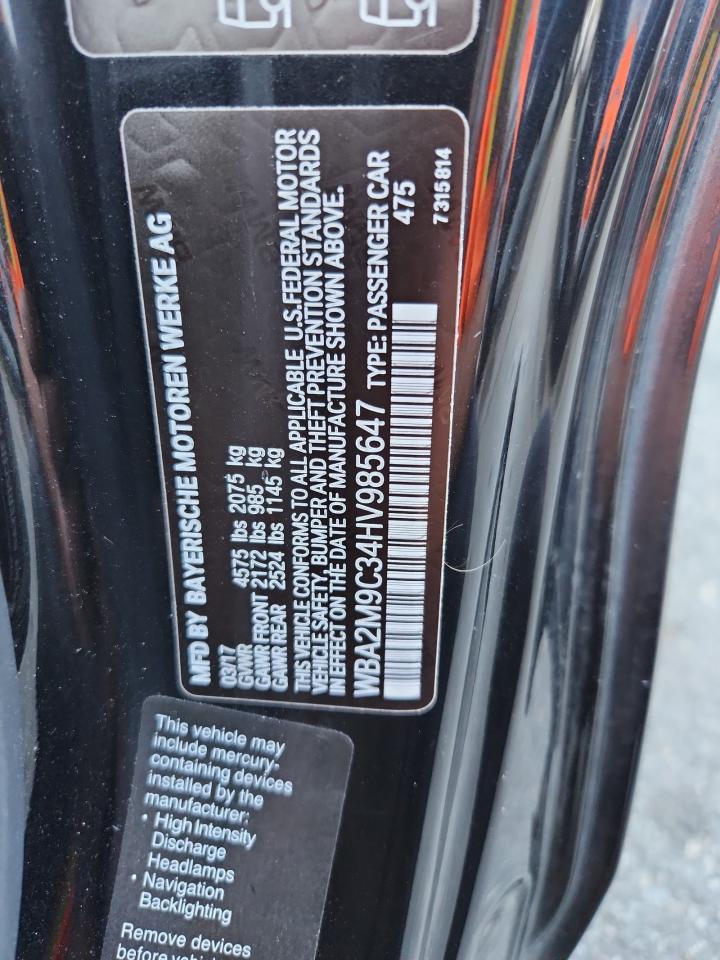 MFD BY BAYERISCHE MOTOREN WERKE AG
03/17
GVWR 4575 lbs 2075 kg
GAWR FRONT 2172 lbs 985 kg
GAWR REAR 2524 lbs 1145 kg
THIS VEHICLE CONFORMS TO ALL APPLICABLE U.S.FEDERAL MOTOR
VEHICLE SAFETY, BUMPER AND THEFT PREVENTION STANDARDS
IN EFFECT ON THE DATE OF MANUFACTURE SHOWN ABOVE.
WBA2M9C34HV985647 TYPE: PASSENGER CAR
475
7315814
This vehicle may
include mercury-
containing devices
installed by the
manufacturer:
• High Intensity
Discharge
Headlamps
• Navigation
Backlighting
Remove devices
before vehicle